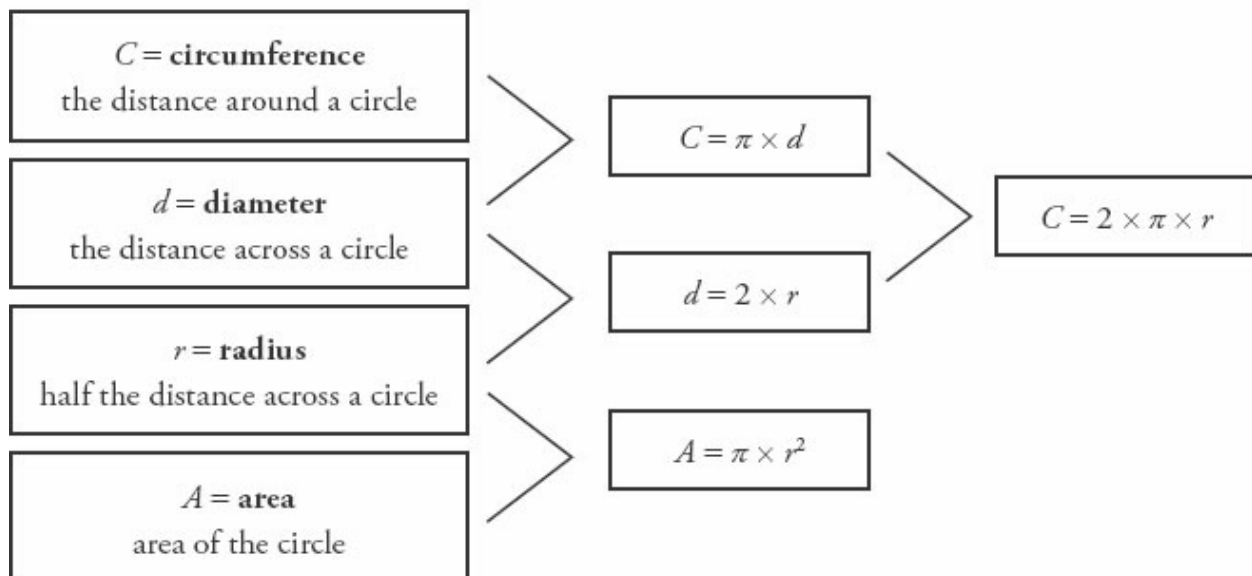 C = circumference
the distance around a circle
d = diameter
the distance across a circle
r = radius
half the distance across a circle
A = area
area of the circle
C = π × d
d = 2 × r
A = π × r²
C = 2 × π × r